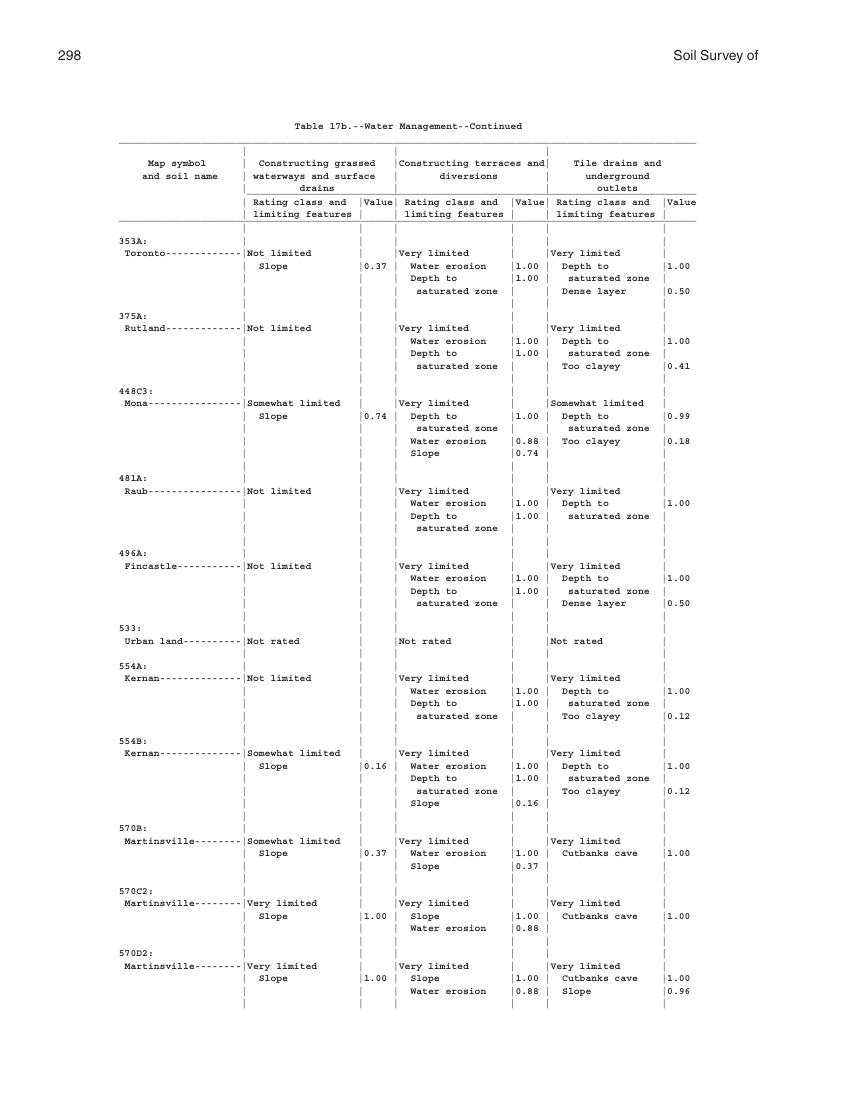 298 Soil Survey of
Table 17b.--Water Management--Continued
Map symbol | Constructing grassed |Constructing terraces and| Tile drains and
and soil name | waterways and surface | diversions | underground
| drains | | outlets
| Rating class and |Value| Rating class and |Value| Rating class and |Value
| limiting features | | limiting features | | limiting features |
353A:
Toronto------------|Not limited | |Very limited | |Very limited |
| Slope |0.37 | Water erosion |1.00 | Depth to |1.00
| | | Depth to |1.00 | saturated zone |
| | | saturated zone | | Dense layer |0.50
375A:
Rutland-------------|Not limited | |Very limited | |Very limited |
| | | Water erosion |1.00 | Depth to |1.00
| | | Depth to |1.00 | saturated zone |
| | | saturated zone | | Too clayey |0.41
448C3:
Mona---------------|Somewhat limited | |Very limited | |Somewhat limited |
| Slope |0.74 | Depth to |1.00 | Depth to |0.99
| | | saturated zone | | saturated zone |
| | | Water erosion |0.88 | Too clayey |0.18
| | | Slope |0.74 | |
481A:
Raub---------------|Not limited | |Very limited | |Very limited |
| | | Water erosion |1.00 | Depth to |1.00
| | | Depth to |1.00 | saturated zone |
| | | saturated zone | | |
496A:
Fincastle-----------|Not limited | |Very limited | |Very limited |
| | | Water erosion |1.00 | Depth to |1.00
| | | Depth to |1.00 | saturated zone |
| | | saturated zone | | Dense layer |0.50
533:
Urban land----------|Not rated | |Not rated | |Not rated |
554A:
Kernan-------------|Not limited | |Very limited | |Very limited |
| | | Water erosion |1.00 | Depth to |1.00
| | | Depth to |1.00 | saturated zone |
| | | saturated zone | | Too clayey |0.12
554B:
Kernan-------------|Somewhat limited | |Very limited | |Very limited |
| Slope |0.16 | Water erosion |1.00 | Depth to |1.00
| | | Depth to |1.00 | saturated zone |
| | | saturated zone | | Too clayey |0.12
| | | Slope |0.16 | |
570B:
Martinsville--------|Somewhat limited | |Very limited | |Very limited |
| Slope |0.37 | Water erosion |1.00 | Cutbanks cave |1.00
| | | Slope |0.37 | |
570C2:
Martinsville--------|Very limited | |Very limited | |Very limited |
| Slope |1.00 | Slope |1.00 | Cutbanks cave |1.00
| | | Water erosion |0.88 | |
570D2:
Martinsville--------|Very limited | |Very limited | |Very limited |
| Slope |1.00 | Slope |1.00 | Cutbanks cave |1.00
| | | Water erosion |0.88 | Slope |0.96